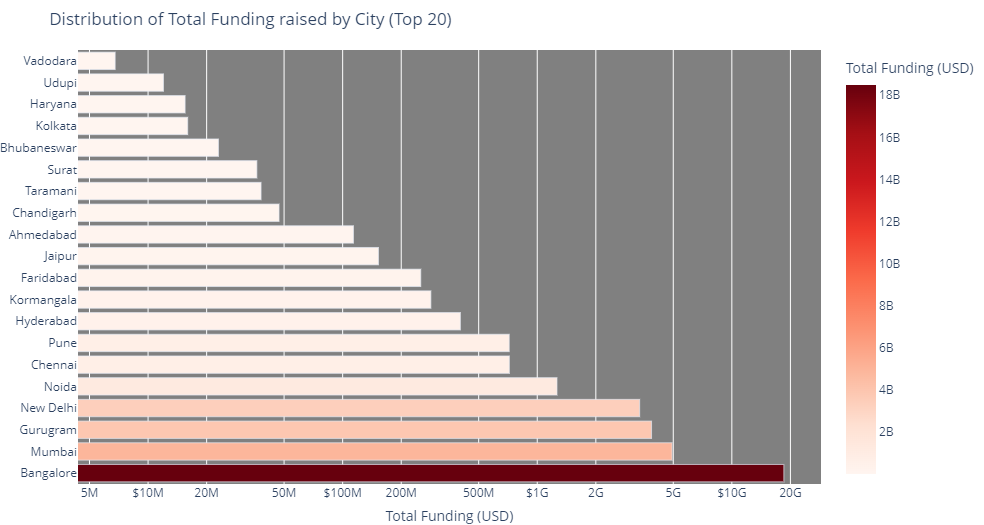 Distribution of Total Funding raised by City (Top 20)
Vadodara
Udupi
Haryana
Kolkata
Bhubaneswar
Surat
Taramani
Chandigarh
Ahmedabad
Jaipur
Faridabad
Kormangala
Hyderabad
Pune
Chennai
Noida
New Delhi
Gurugram
Mumbai
Bangalore
5M $10M 20M 50M $100M 200M 500M $1G 2G 5G $10G 20G
Total Funding (USD)
Total Funding (USD)
18B
16B
14B
12B
10B
8B
6B
4B
2B